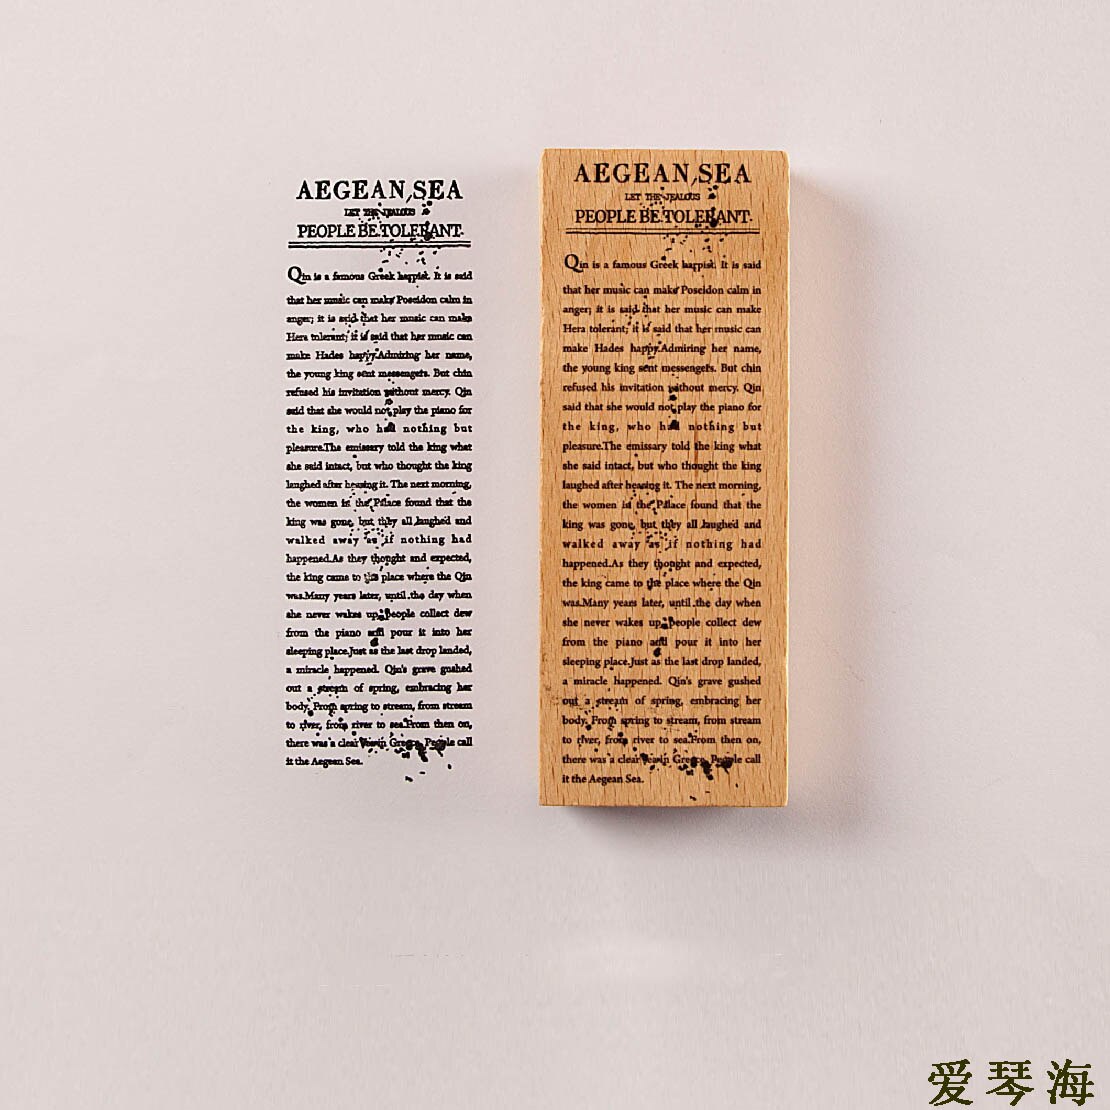 AEGEAN SEA
LET THE JEALOUS
PEOPLE BE TOLERANT.
Qin is a famous Greek harpist. It is said
that her music can make Poseidon calm in
anger; it is said that her music can make
Hera tolerant; it is said that her music can
make Hades happy.Admiring her name,
the young king sent messengers. But chin
refused his invitation without mercy. Qin
said that she would not play the piano for
the king, who had nothing but
pleasure.The emissary told the king what
she said intact, but who thought the king
laughed after hearing it. The next morning,
the women in the Palace found that the
king was gone, but they all laughed and
walked away as if nothing had
happened.As they thought and expected,
the king came to the place where the Qin
was.Many years later, until the day when
she never wakes up, people collect dew
from the piano and pour it into her
sleeping place.Just as the last drop landed,
a miracle happened. Qin's grave gushed
out a stream of spring, embracing her
body. From spring to stream, from stream
to river, from river to sea.From then on,
there was a clear sea in Greece. People call
it the Aegean Sea.
AEGEAN SEA
LET THE JEALOUS
PEOPLE BE TOLERANT.
Qin is a famous Greek harpist. It is said
that her music can make Poseidon calm in
anger; it is said that her music can make
Hera tolerant; it is said that her music can
make Hades happy.Admiring her name,
the young king sent messengers. But chin
refused his invitation without mercy. Qin
said that she would not play the piano for
the king, who had nothing but
pleasure.The emissary told the king what
she said intact, but who thought the king
laughed after hearing it. The next morning,
the women in the Palace found that the
king was gone, but they all laughed and
walked away as if nothing had
happened.As they thought and expected,
the king came to the place where the Qin
was.Many years later, until the day when
she never wakes up, people collect dew
from the piano and pour it into her
sleeping place.Just as the last drop landed,
a miracle happened. Qin's grave gushed
out a stream of spring, embracing her
body. From spring to stream, from stream
to river, from river to sea.From then on,
there was a clear sea in Greece. People call
it the Aegean Sea.
爱琴海